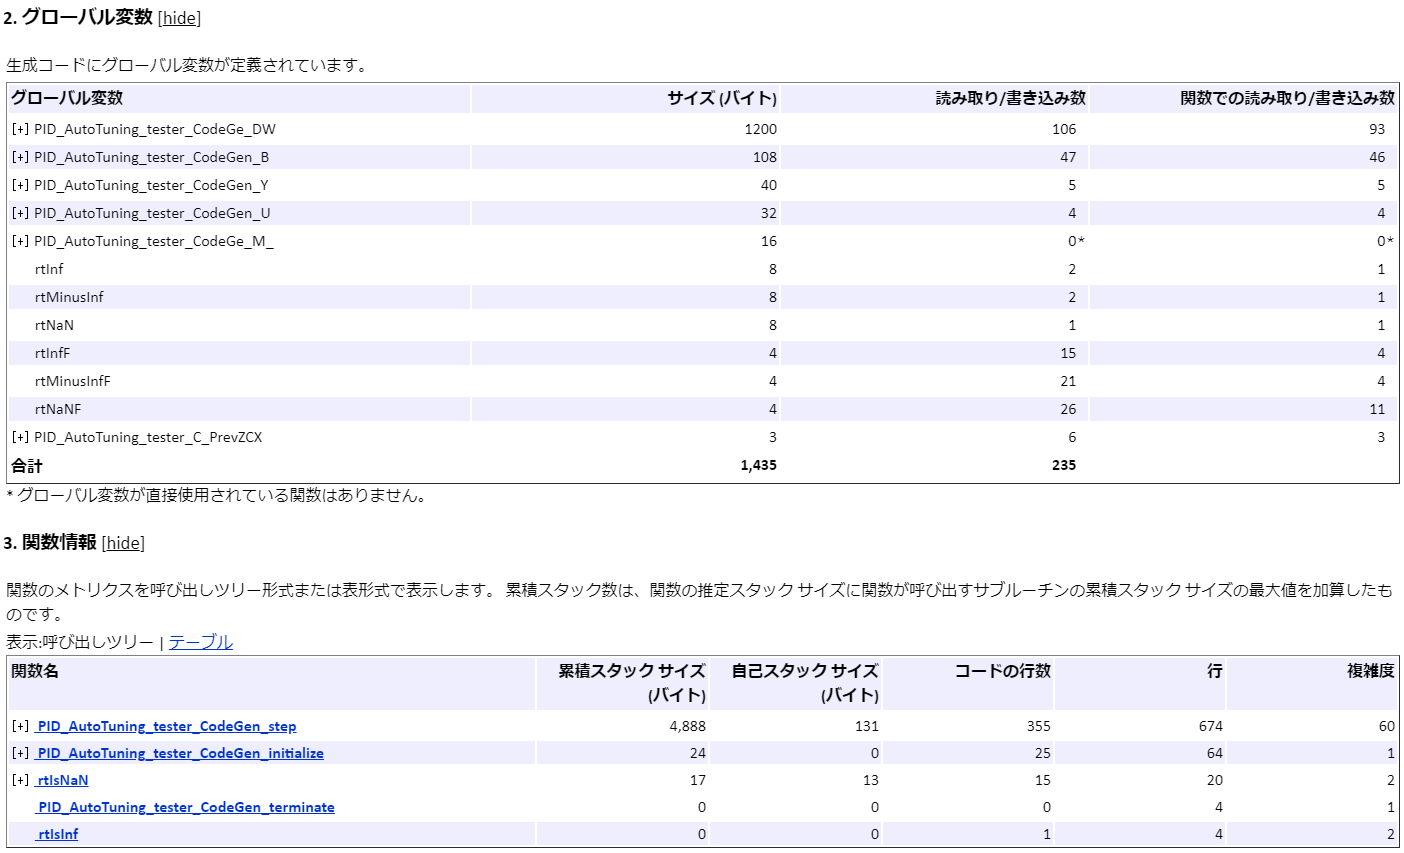 2. グローバル変数 [hide]
生成コードにグローバル変数が定義されています。
グローバル変数 サイズ (バイト) 読み取り/書き込み数 関数での読み取り/書き込み数
[+] PID_AutoTuning_tester_CodeGe_DW 1200 106 93
[+] PID_AutoTuning_tester_CodeGen_B 108 47 46
[+] PID_AutoTuning_tester_CodeGen_Y 40 5 5
[+] PID_AutoTuning_tester_CodeGen_U 32 4 4
[+] PID_AutoTuning_tester_CodeGe_M_ 16 0* 0*
rtInf 8 2 1
rtMinusInf 8 2 1
rtNaN 8 1 1
rtInfF 4 15 4
rtMinusInfF 4 21 4
rtNaNF 4 26 11
[+] PID_AutoTuning_tester_C_PrevZCX 3 6 3
合計 1,435 235
* グローバル変数が直接使用されている関数はありません。
3. 関数情報 [hide]
関数のメトリクスを呼び出しツリー形式または表形式で表示します。 累積スタック数は、関数の推定スタック サイズに関数が呼び出すサブルーチンの累積スタック サイズの最大値を加算したも
のです。
表示:呼び出しツリー | テーブル
関数名 累積スタック サイズ (バイト) 自己スタック サイズ (バイト) コードの行数 行 複雑度
[+] PID_AutoTuning_tester_CodeGen_step 4,888 131 355 674 60
[+] PID_AutoTuning_tester_CodeGen_initialize 24 0 25 64 1
[+] rtIsNaN 17 13 15 20 2
PID_AutoTuning_tester_CodeGen_terminate 0 0 0 4 1
rtIsInf 0 0 1 4 2